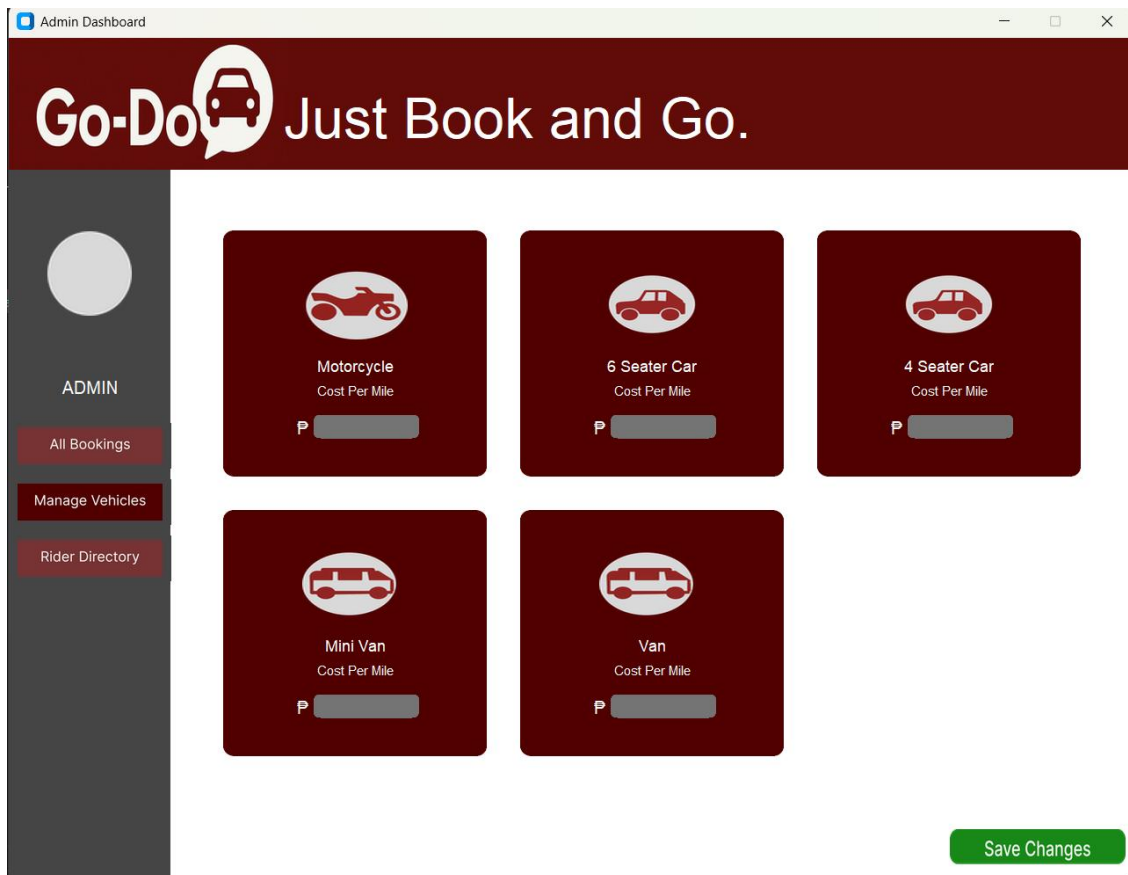 Admin Dashboard
Go-Do Just Book and Go.
ADMIN
All Bookings
Manage Vehicles
Rider Directory
Motorcycle
Cost Per Mile
₱
6 Seater Car
Cost Per Mile
₱
4 Seater Car
Cost Per Mile
₱
Mini Van
Cost Per Mile
₱
Van
Cost Per Mile
₱
Save Changes